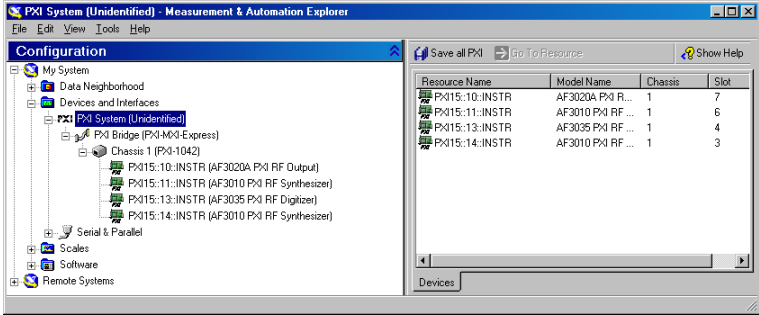 PXI System (Unidentified) - Measurement & Automation Explorer
File Edit View Tools Help
Configuration
My System
Data Neighborhood
Devices and Interfaces
PXI PXI System (Unidentified)
PXI Bridge (PXI-MXI-Express)
Chassis 1 (PXI-1042)
PXI15::10::INSTR (AF3020A PXI RF Output)
PXI15::11::INSTR (AF3010 PXI RF Synthesizer)
PXI15::13::INSTR (AF3035 PXI RF Digitizer)
PXI15::14::INSTR (AF3010 PXI RF Synthesizer)
Serial & Parallel
Scales
Software
Remote Systems
Save all PXI Go To Resource Show Help
Resource Name Model Name Chassis Slot
PXI15::10::INSTR AF3020A PXI R... 1 7
PXI15::11::INSTR AF3010 PXI RF ... 1 6
PXI15::13::INSTR AF3035 PXI RF ... 1 4
PXI15::14::INSTR AF3010 PXI RF ... 1 3
Devices